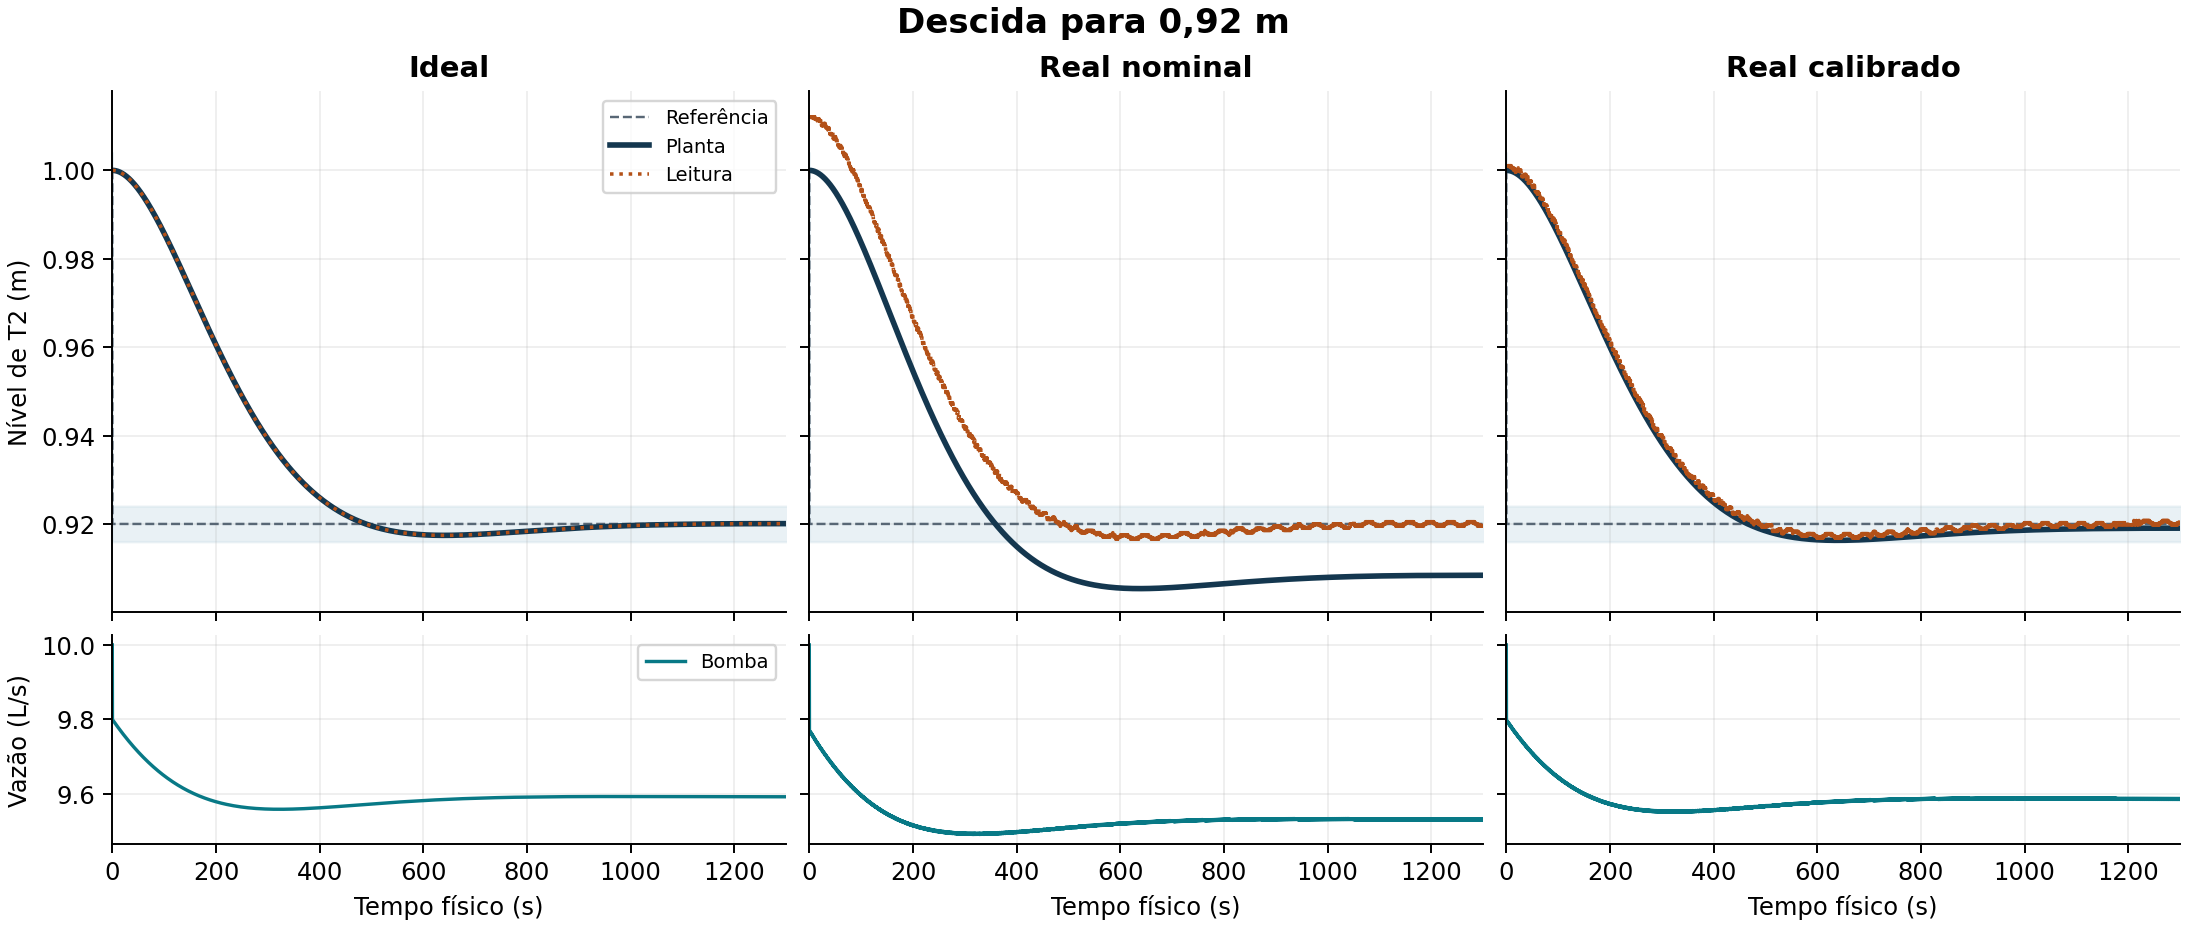 Descida para 0,92 m
Ideal
Real nominal
Real calibrado
Referência
Planta
Leitura
Nível de T2 (m)
1.00
0.98
0.96
0.94
0.92
Bomba
Vazão (L/s)
10.0
9.8
9.6
0 200 400 600 800 1000 1200
0 200 400 600 800 1000 1200
0 200 400 600 800 1000 1200
Tempo físico (s)
Tempo físico (s)
Tempo físico (s)